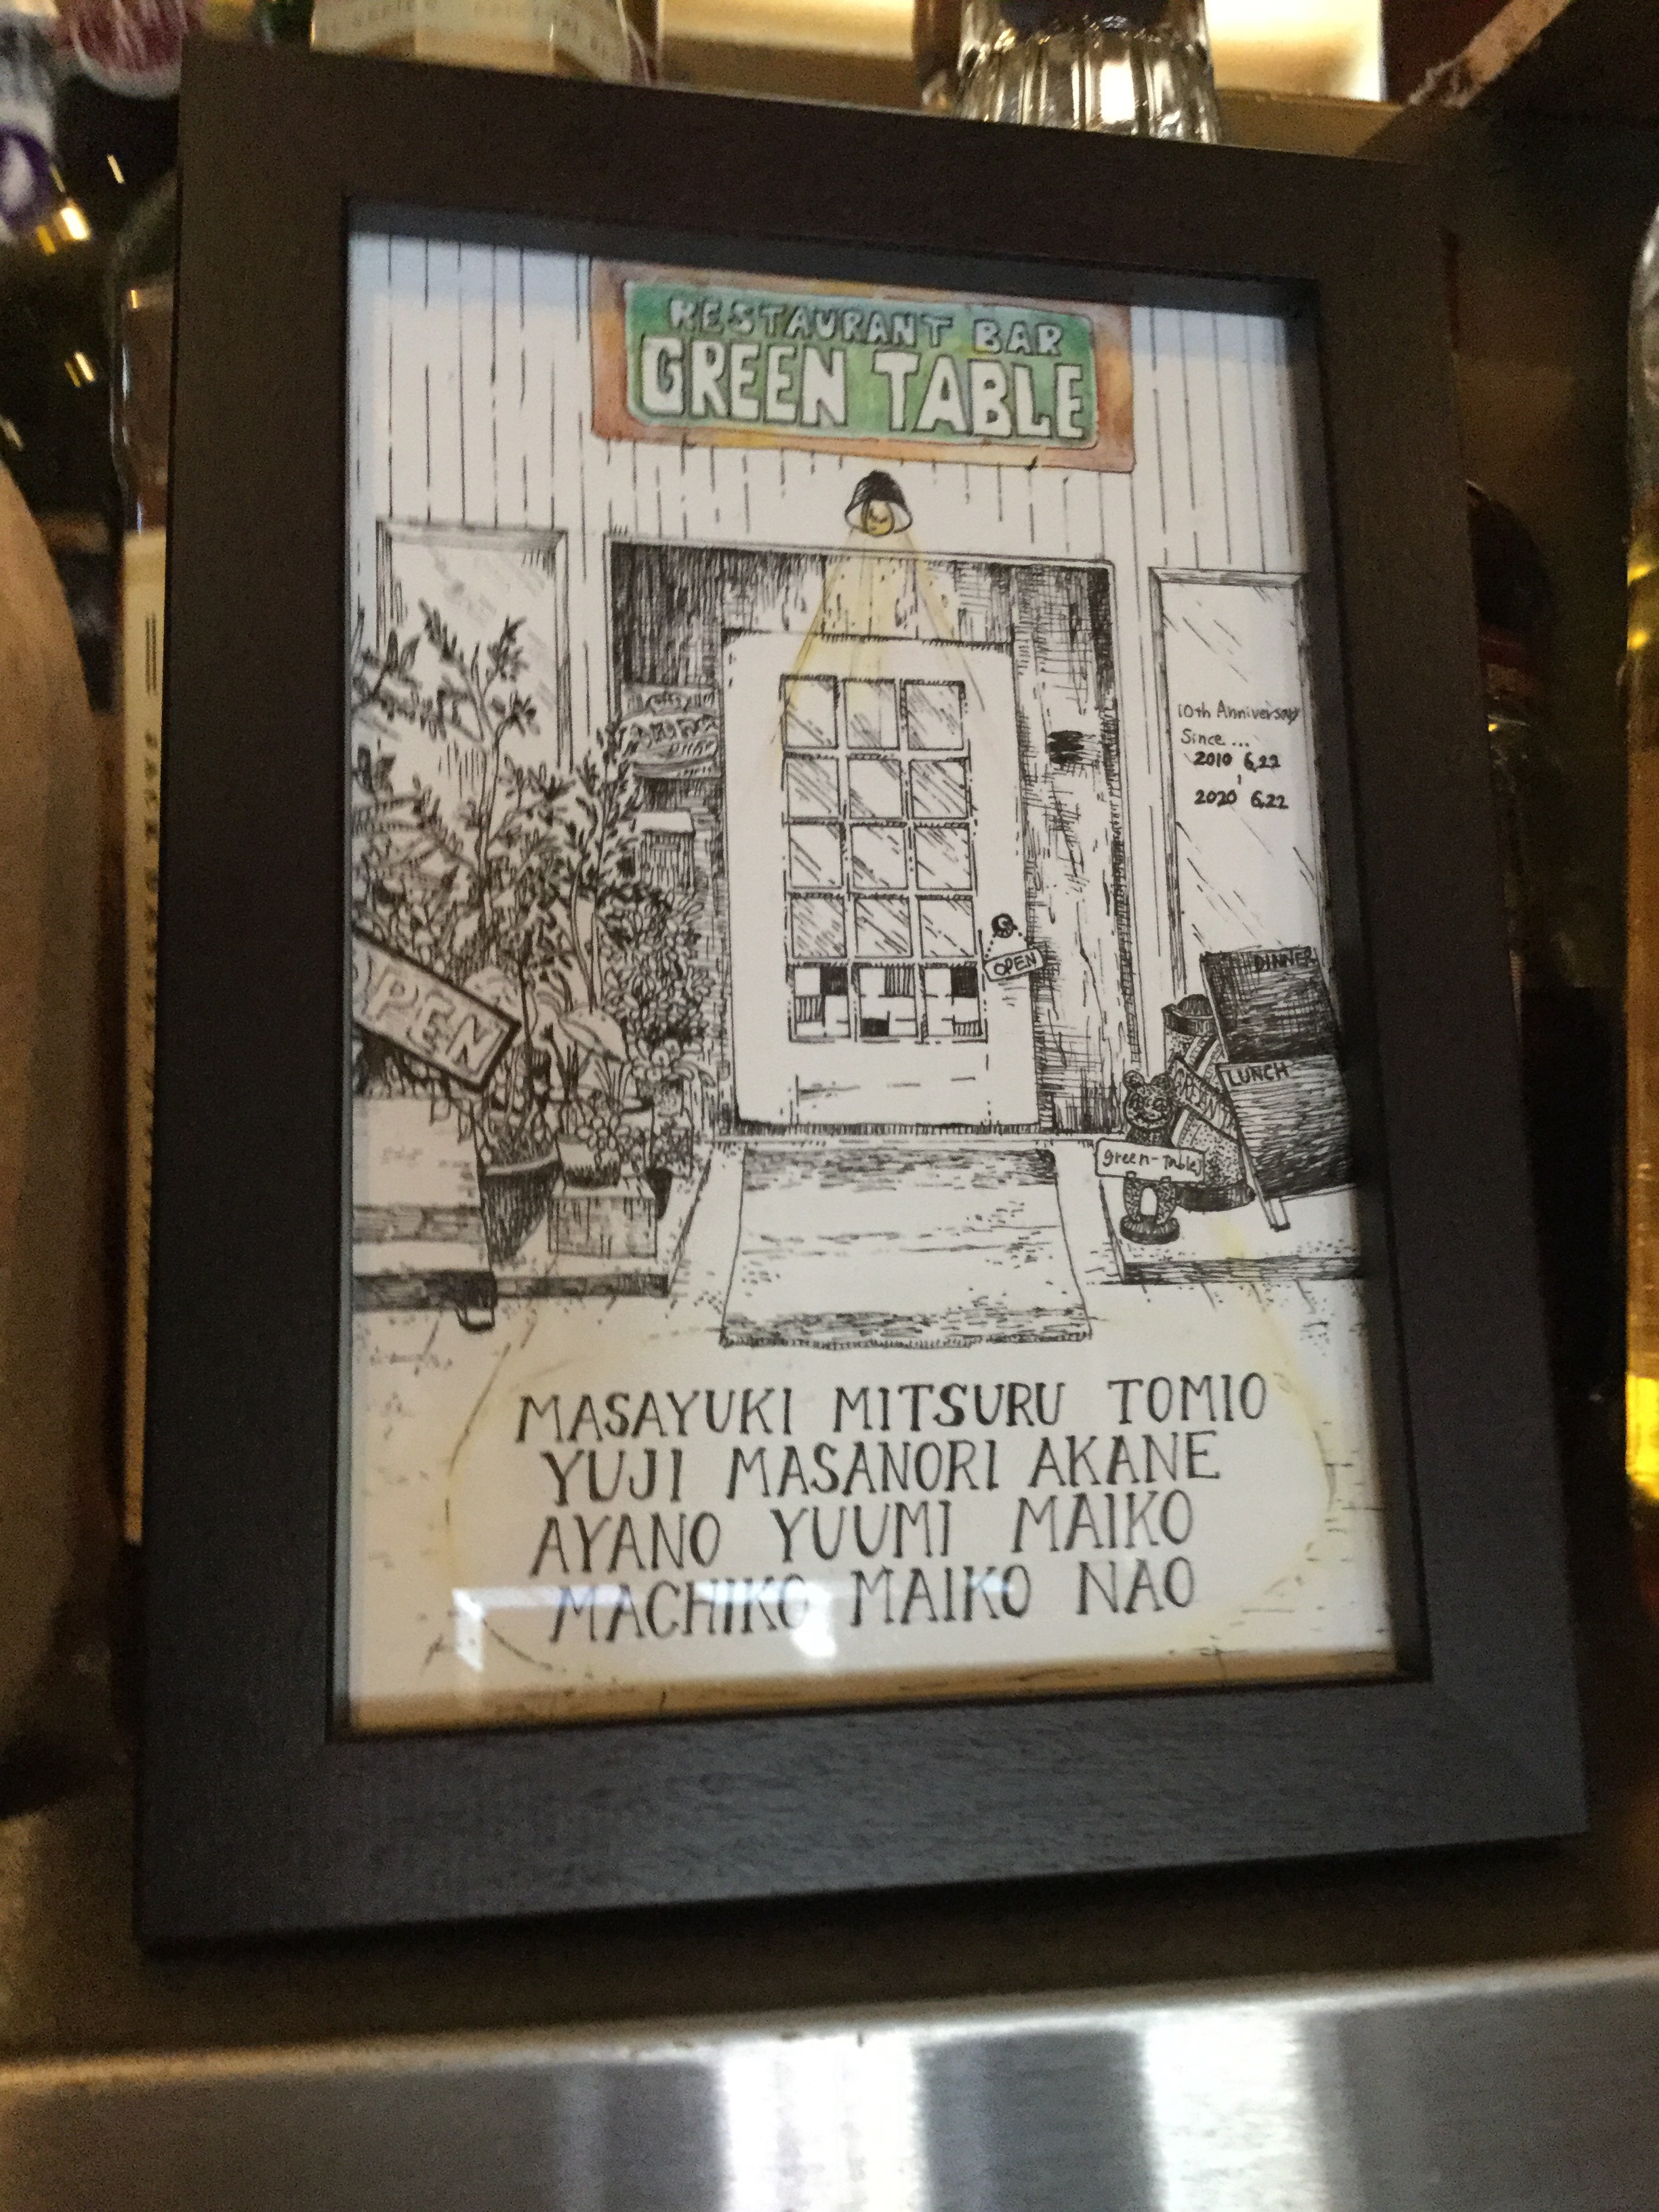 RESTAURANT BAR
GREEN TABLE
10th Anniversary
Since...
2010 6.22
2020 6.22
OPEN
DINNER
PEN
LUNCH
green-table
MASAYUKI MITSURU TOMIO
YUJI MASANORI AKANE
AYANO YUUMI MAIKO
MACHIKO MAIKO NAO